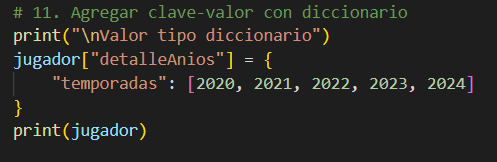 # 11. Agregar clave-valor con diccionario
print("\nValor tipo diccionario")
jugador["detalleAnios"] = {
    "temporadas": [2020, 2021, 2022, 2023, 2024]
}
print(jugador)